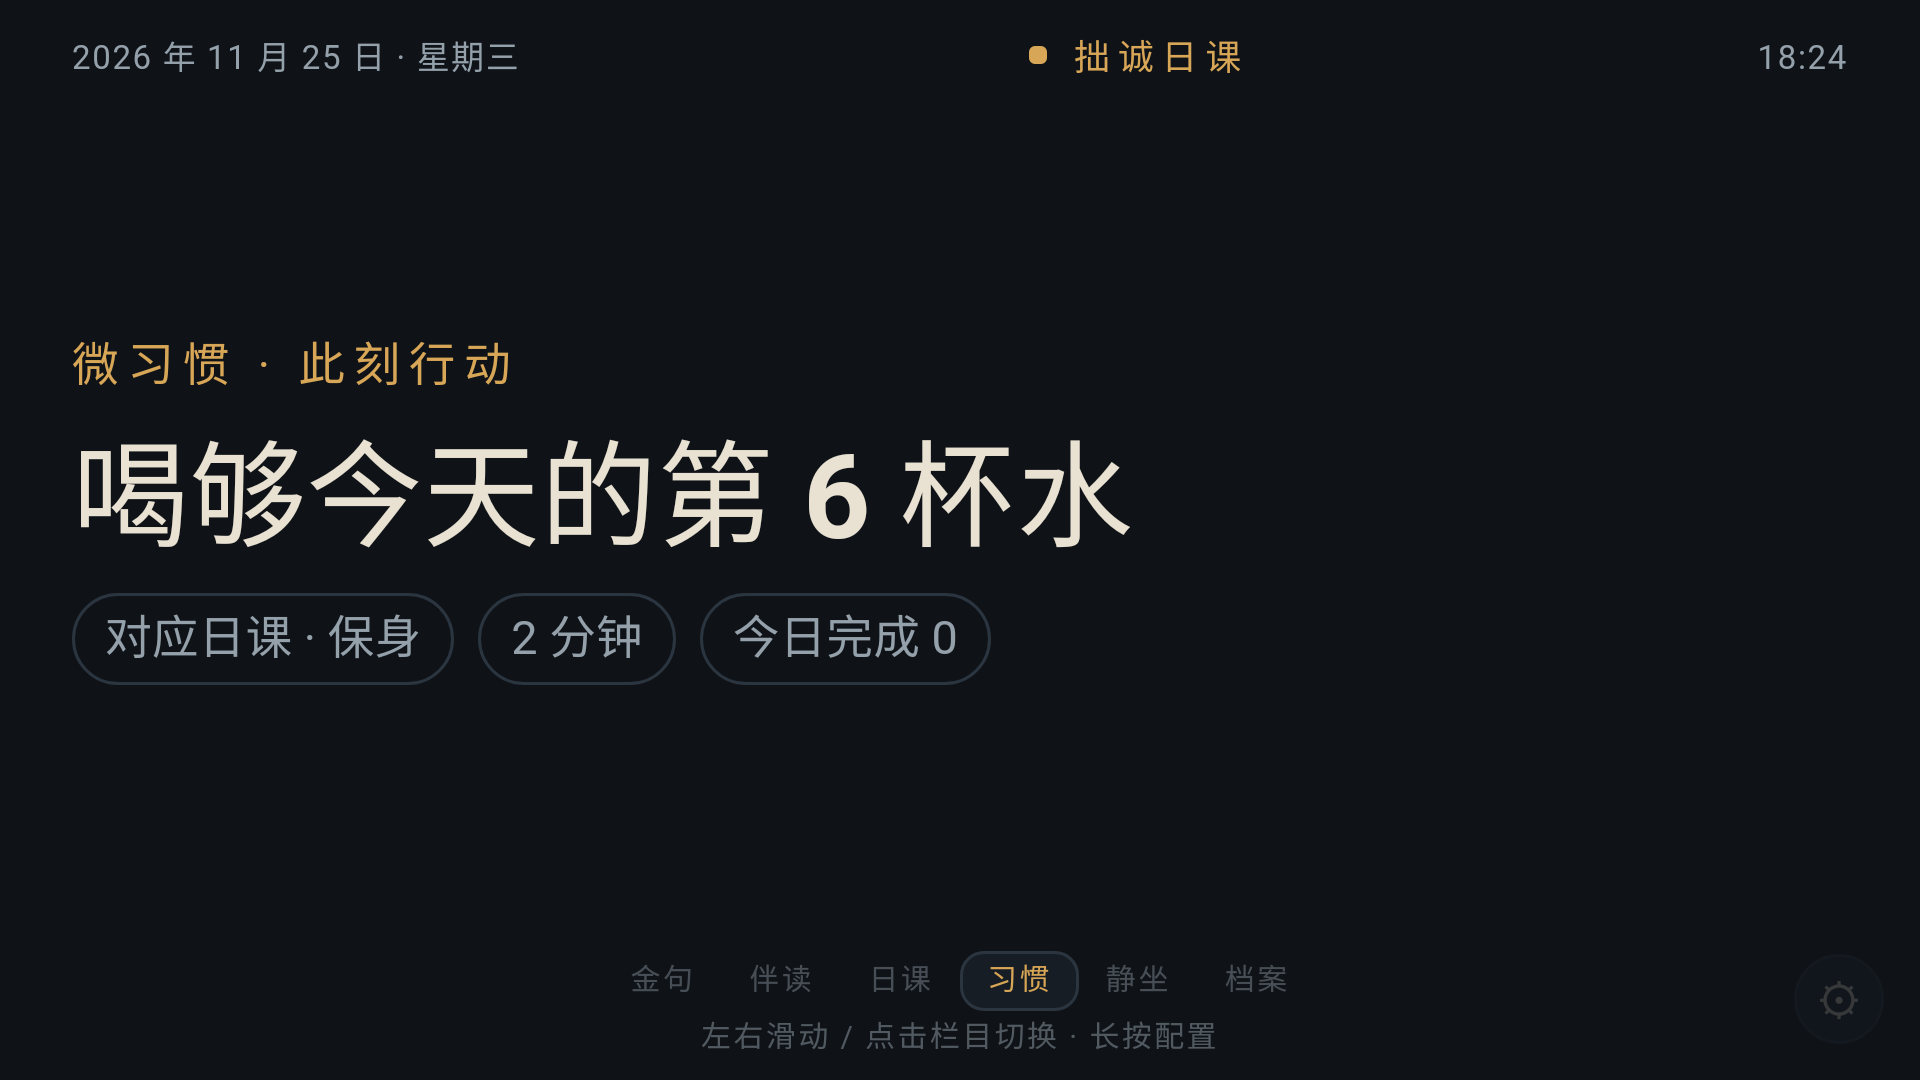 2026 年 11 月 25 日 · 星期三
拙诚日课
18:24
微习惯 · 此刻行动
喝够今天的第 6 杯水
对应日课 · 保身
2 分钟
今日完成 0
金句
伴读
日课
习惯
静坐
档案
左右滑动 / 点击栏目切换 · 长按配置